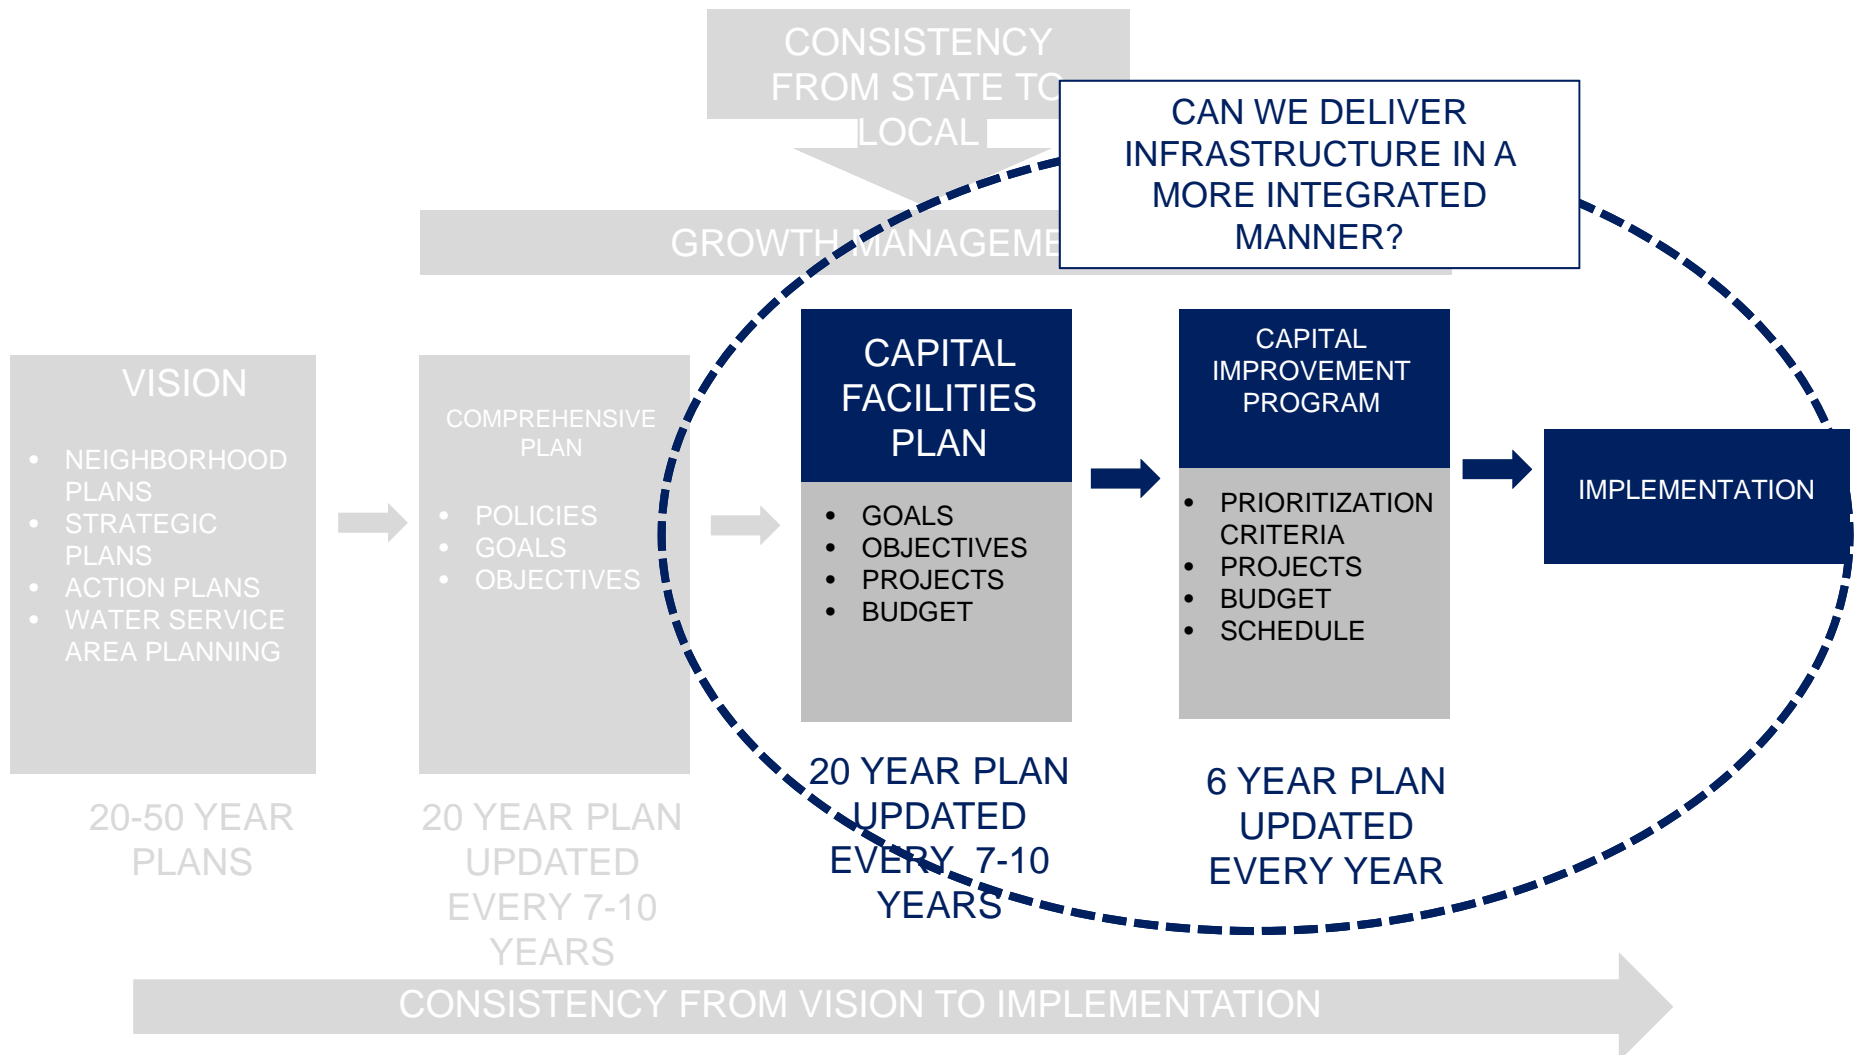 CONSISTENCY
FROM STATE TO
LOCAL
CAN WE DELIVER
INFRASTRUCTURE IN A
MORE INTEGRATED
MANNER?
GROWTH
VISION
• NEIGHBORHOOD
PLANS
• STRATEGIC
PLANS
• ACTION PLANS
• WATER SERVICE
AREA PLANNING
20-50 YEAR
PLANS
COMPREHENSIVE
PLAN
• POLICIES
• GOALS
• OBJECTIVES
20 YEAR PLAN
UPDATED
EVERY 7-10
YEARS
CAPITAL
FACILITIES
PLAN
• GOALS
• OBJECTIVES
• PROJECTS
• BUDGET
20 YEAR PLAN
UPDATED
EVERY 7-10
YEARS
CAPITAL
IMPROVEMENT
PROGRAM
• PRIORITIZATION
CRITERIA
• PROJECTS
• BUDGET
• SCHEDULE
6 YEAR PLAN
UPDATED
EVERY YEAR
IMPLEMENTATION
CONSISTENCY FROM VISION TO IMPLEMENTATION